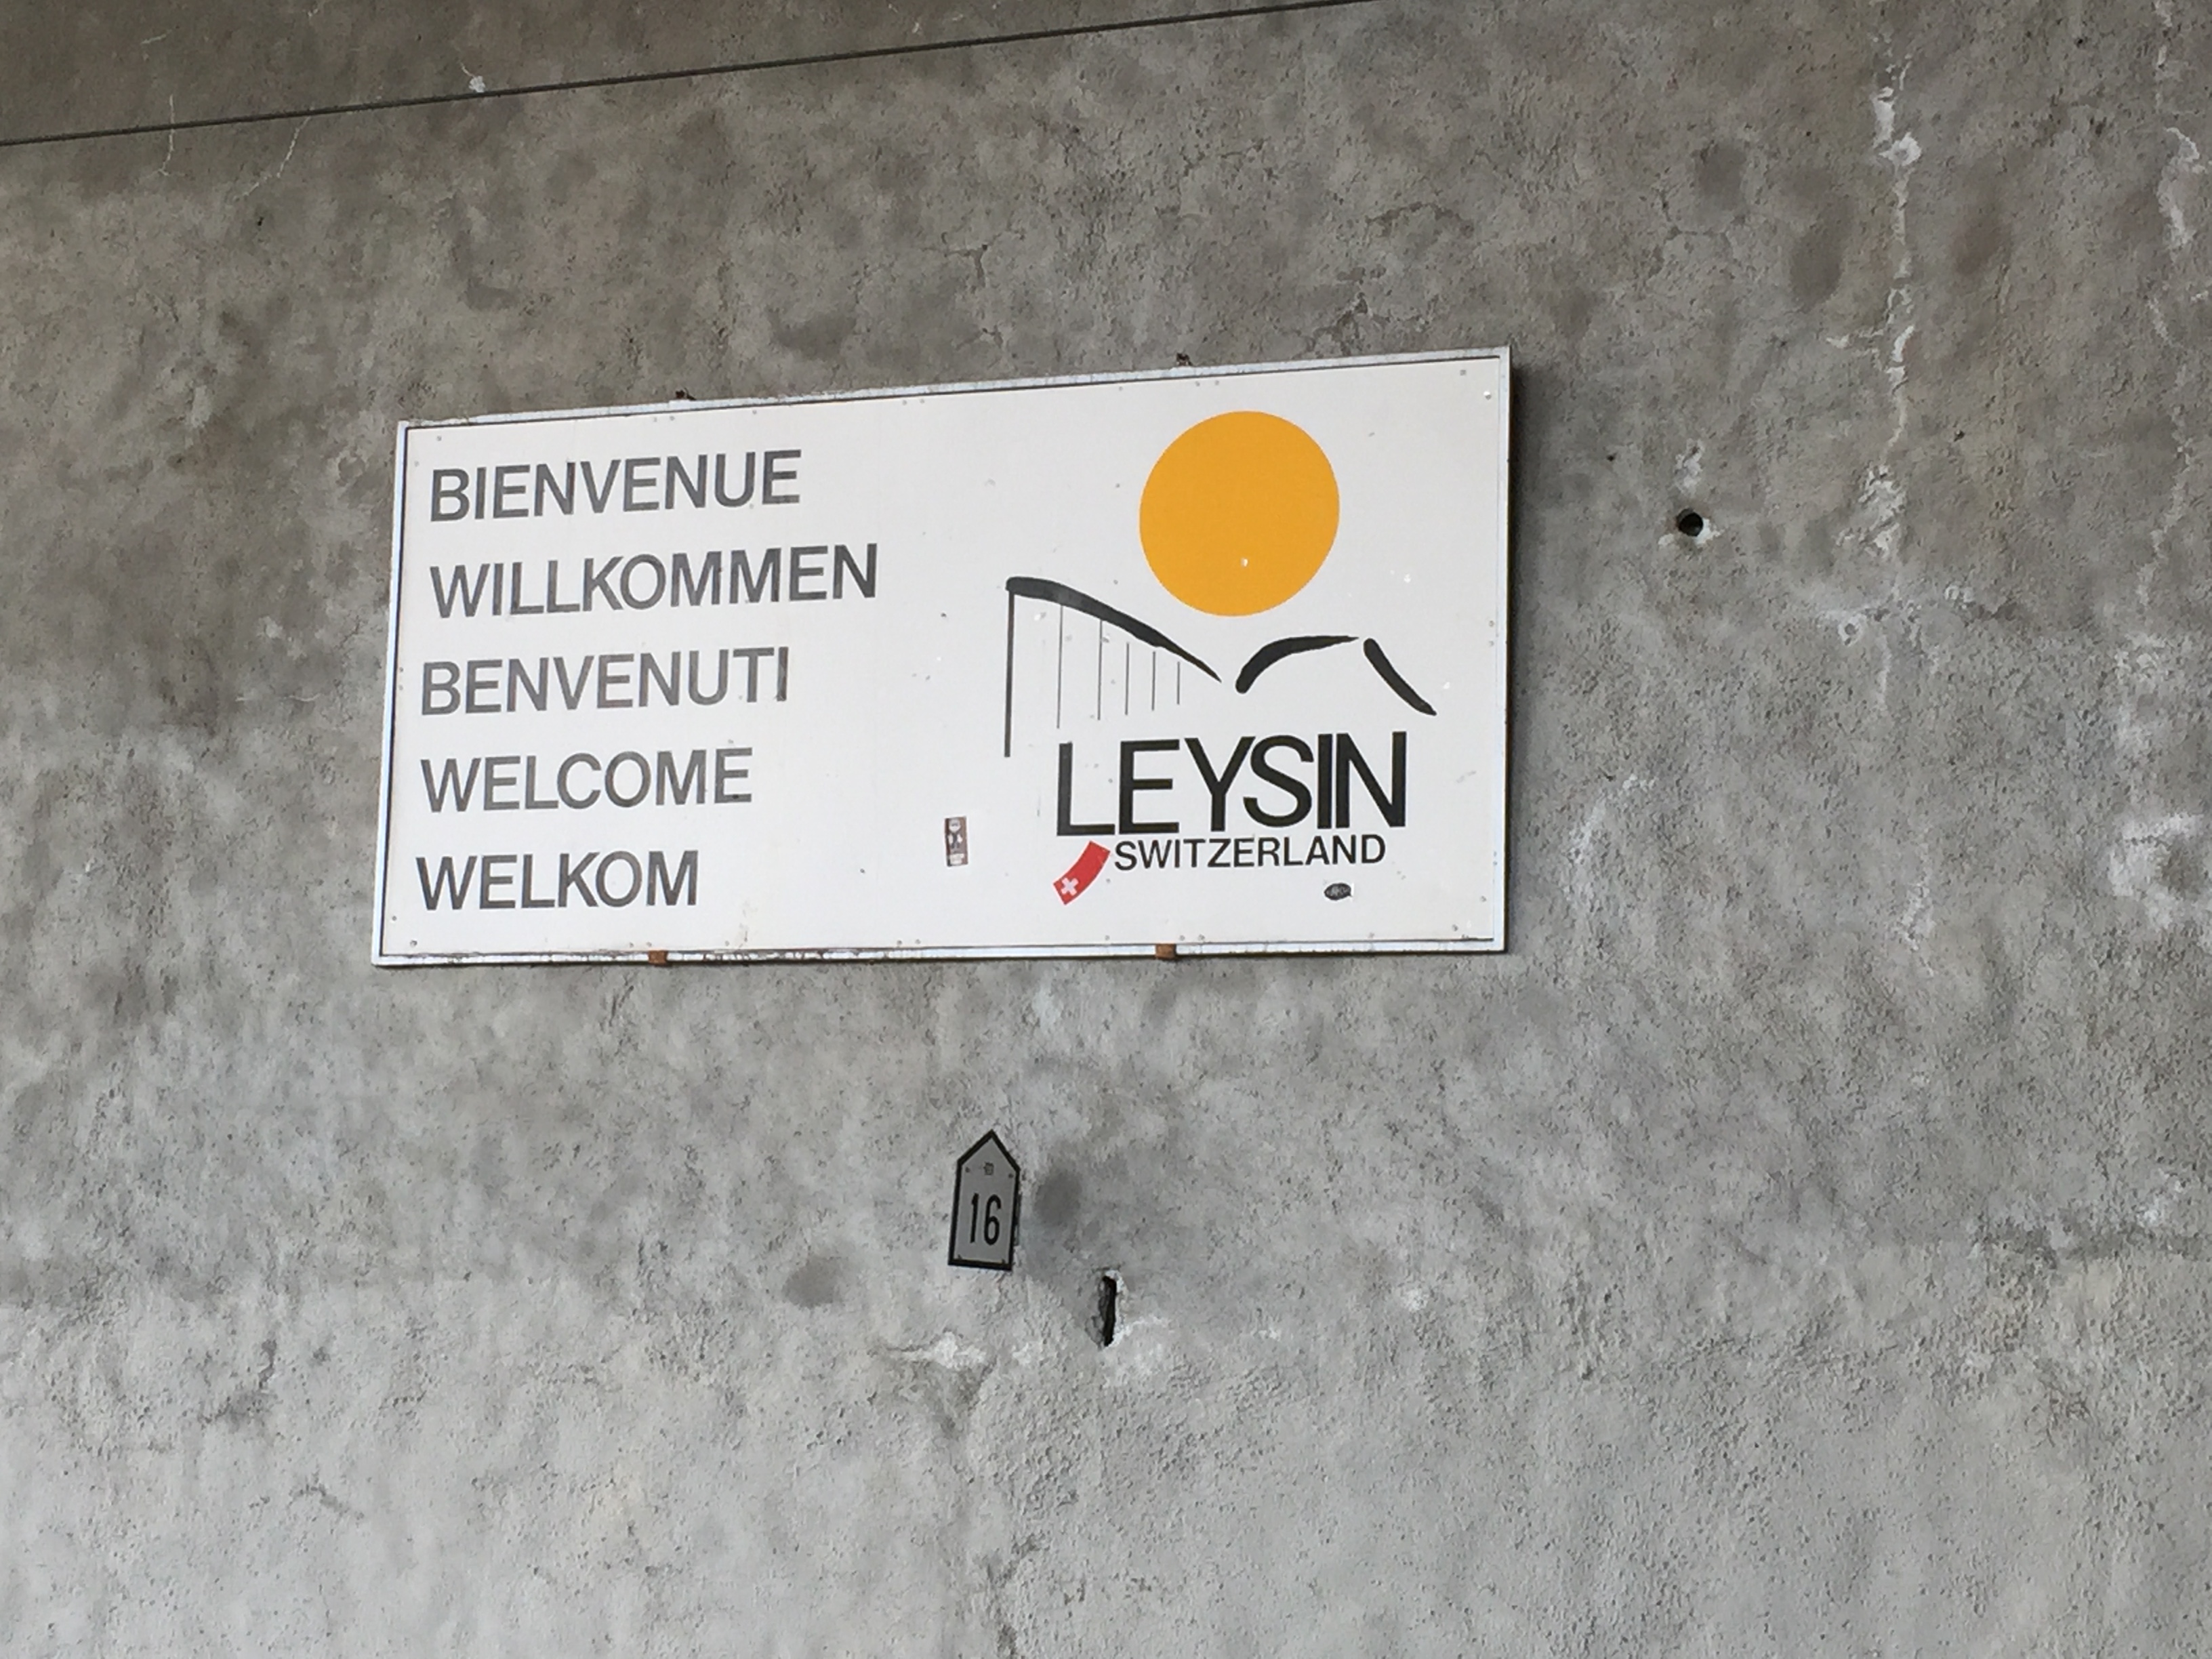 BIENVENUE
WILLKOMMEN
BENVENUTI
WELCOME
WELKOM
LEYSIN
SWITZERLAND
16